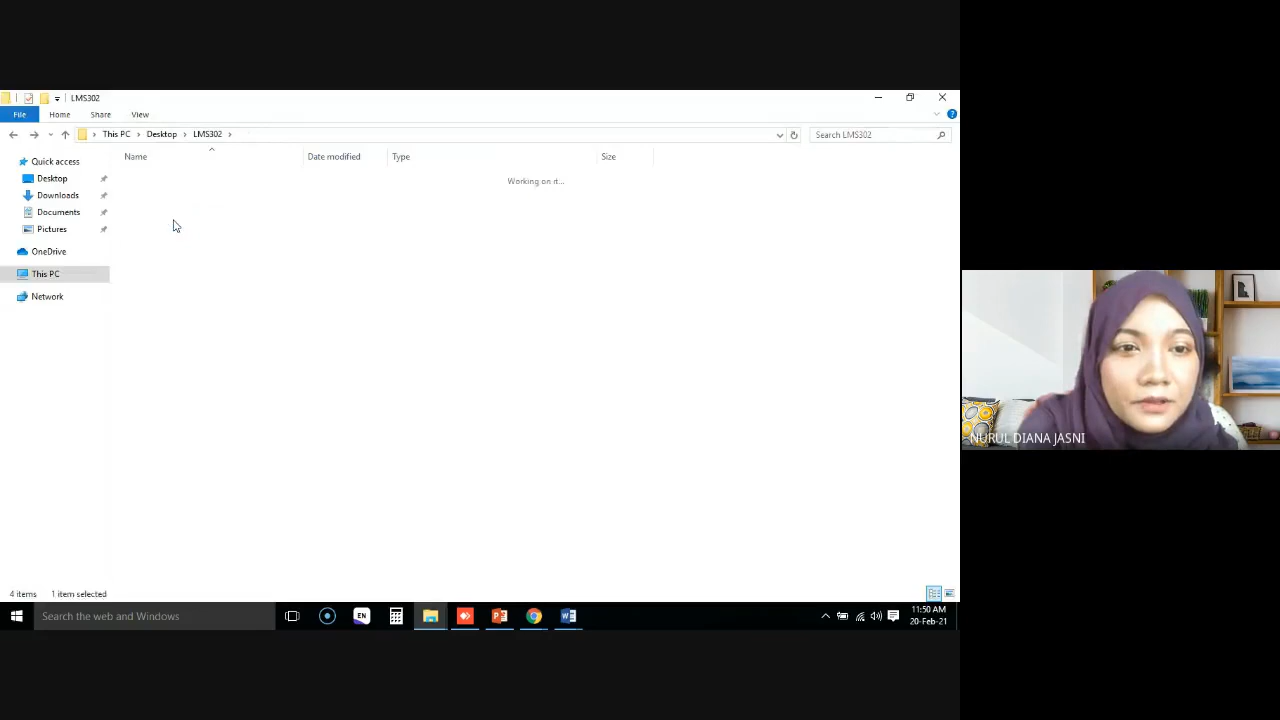 LMS302
File Home Share View
This PC Desktop LMS302
Search LMS302
Name Date modified Type Size
Working on it...
Quick access
Desktop
Downloads
Documents
Pictures
OneDrive
This PC
Network
NURUL DIANA JASNI
4 items 1 item selected
Search the web and Windows
EN
11:50 AM
20-Feb-21